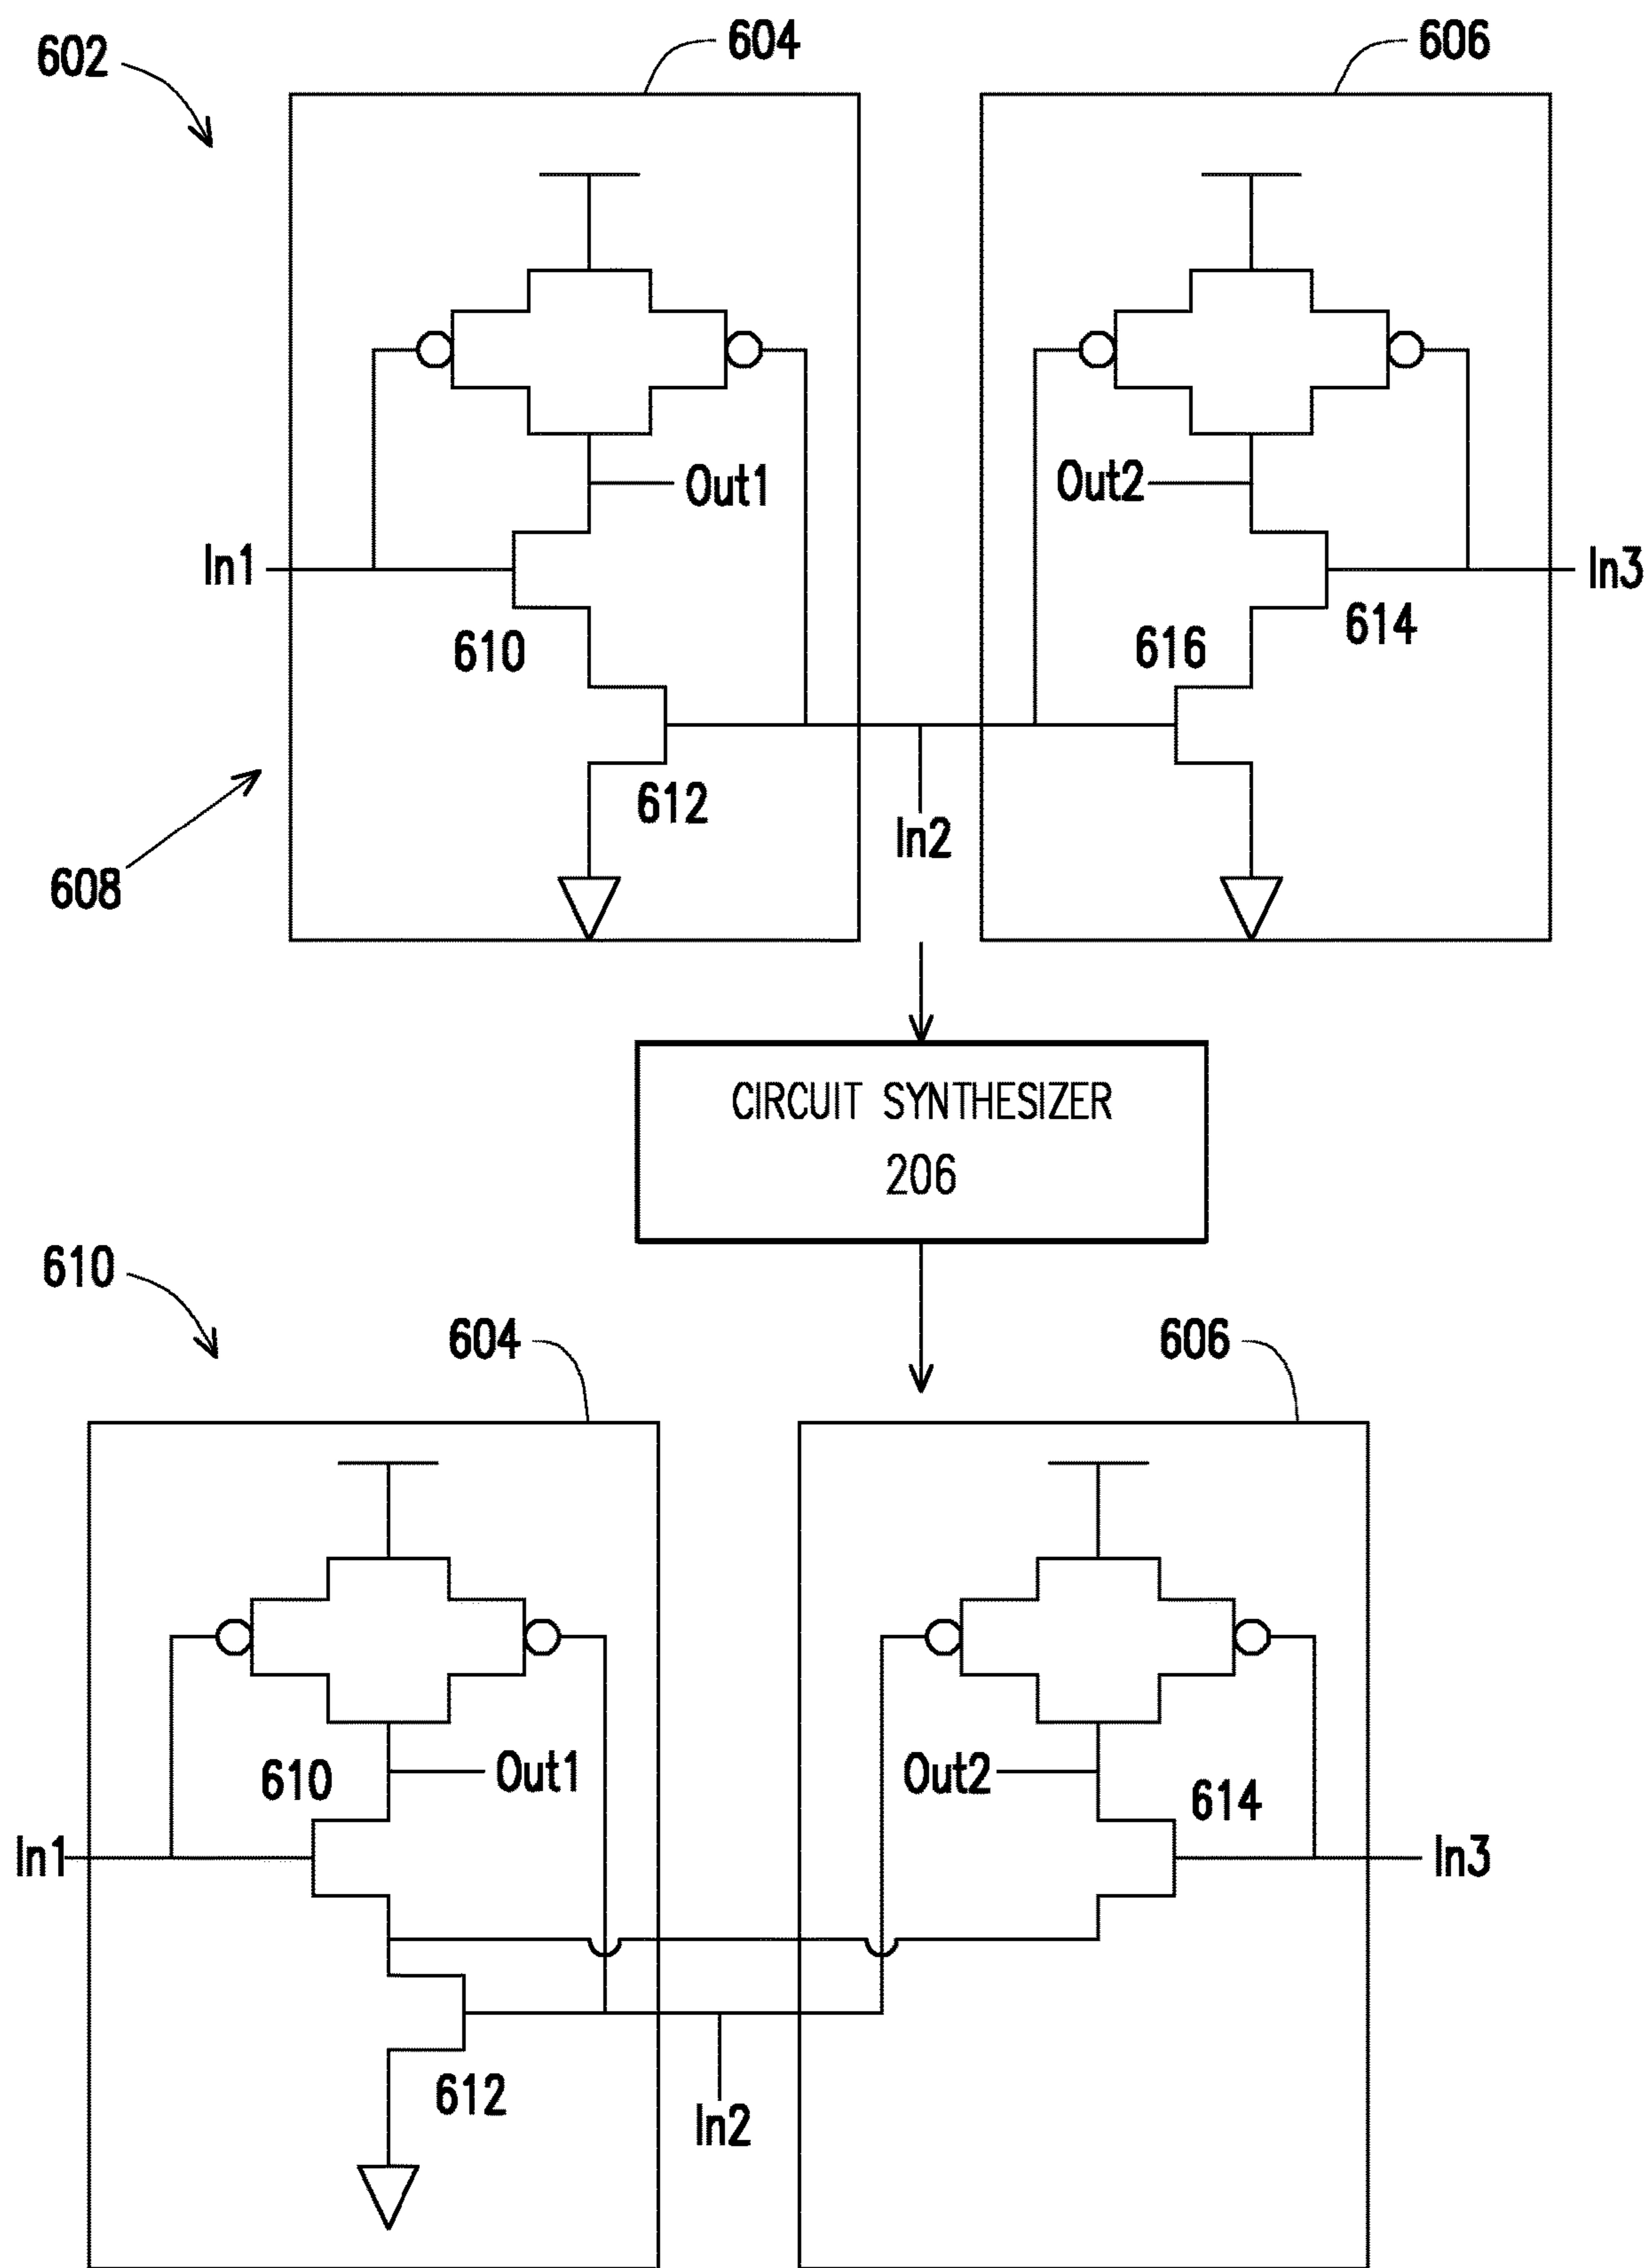 602
604
606
Out1
Out2
In1
In3
610
616
614
612
In2
608
CIRCUIT SYNTHESIZER
206
610
604
606
610
Out1
Out2
614
In1
In3
612
In2